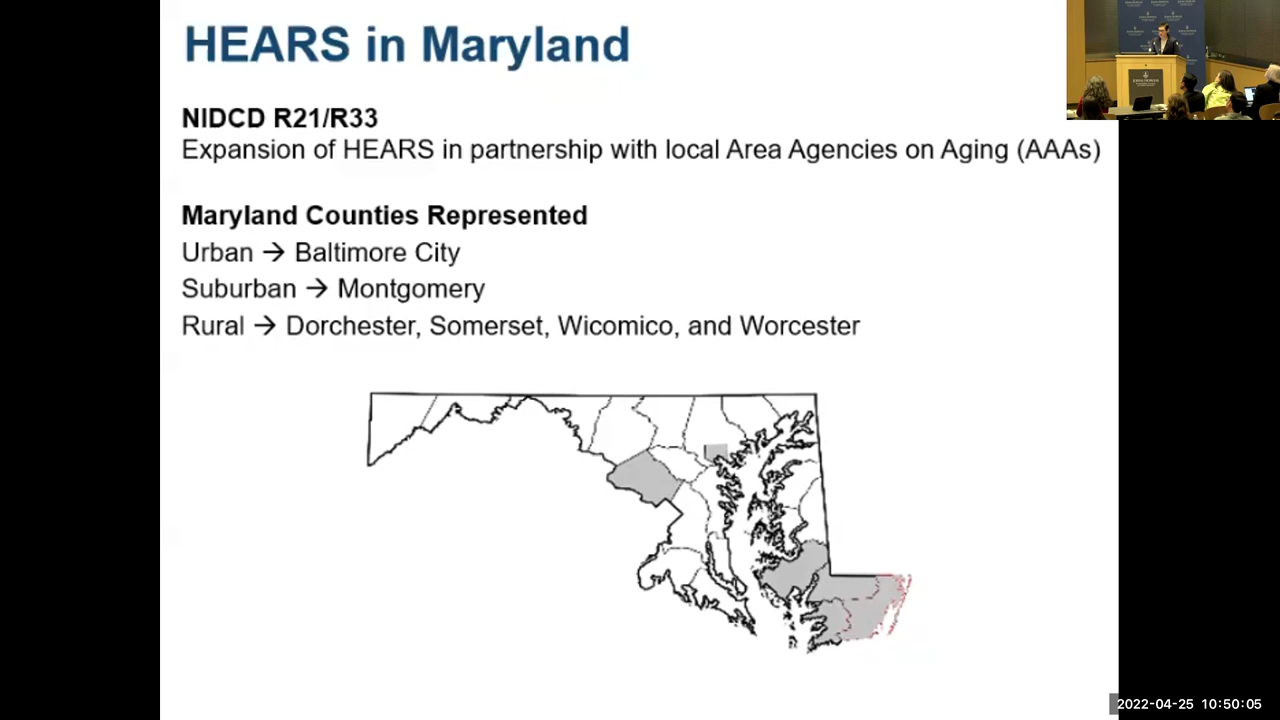 HEARS in Maryland
NIDCD R21/R33
Expansion of HEARS in partnership with local Area Agencies on Aging (AAAs)
Maryland Counties Represented
Urban → Baltimore City
Suburban → Montgomery
Rural → Dorchester, Somerset, Wicomico, and Worcester
JOHNS HOPKINS
2022-04-25 10:50:05